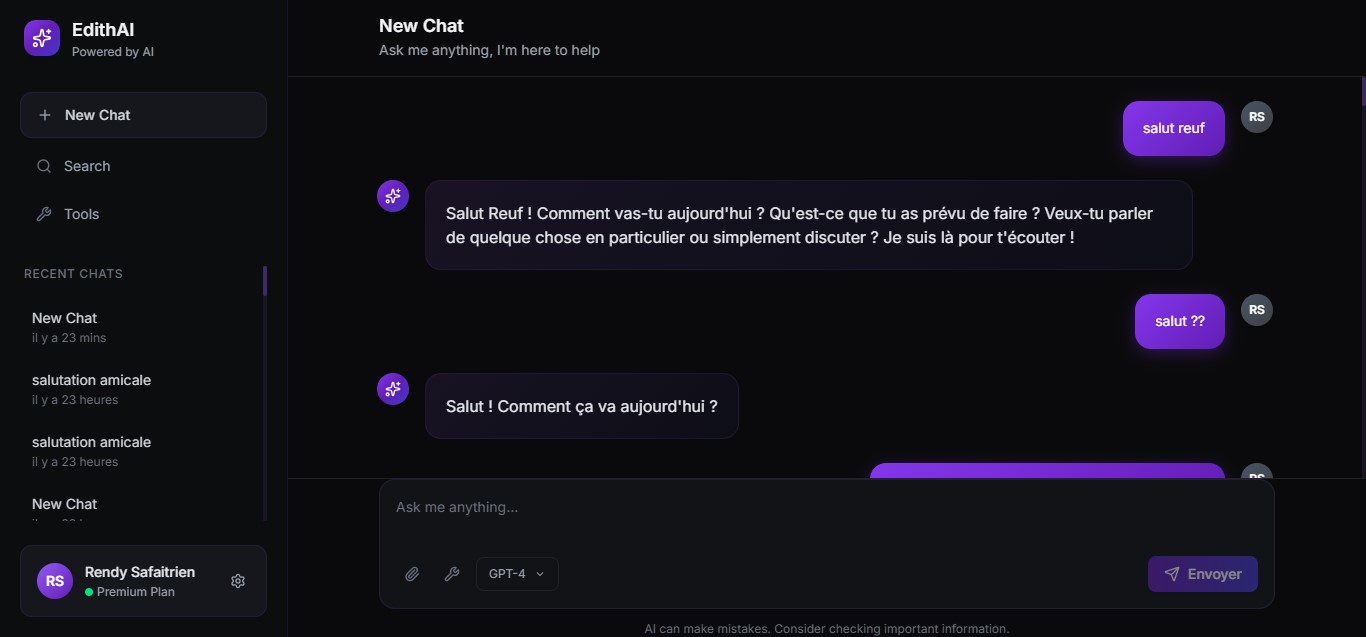 EdithAI
Powered by AI
New Chat
Search
Tools
RECENT CHATS
New Chat
il y a 23 mins
salutation amicale
il y a 23 heures
salutation amicale
il y a 23 heures
New Chat
RS
Rendy Safaitrien
Premium Plan
New Chat
Ask me anything, I'm here to help
salut reuf
RS
Salut Reuf ! Comment vas-tu aujourd'hui ? Qu'est-ce que tu as prévu de faire ? Veux-tu parler
de quelque chose en particulier ou simplement discuter ? Je suis là pour t'écouter !
salut ??
RS
Salut ! Comment ça va aujourd'hui ?
RS
Ask me anything...
GPT-4
Envoyer
AI can make mistakes. Consider checking important information.